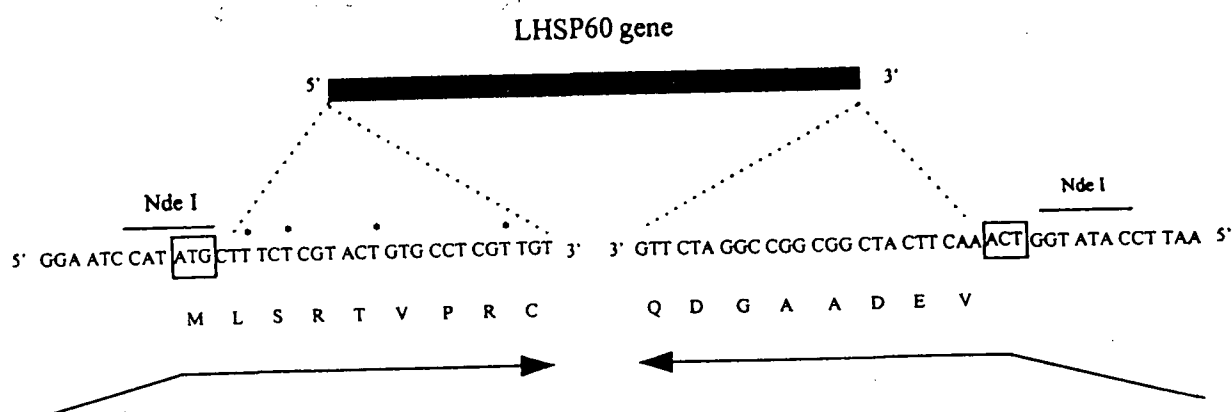 LHSP60 gene
5' 3'
Nde I Nde I
5' GGA ATC CAT ATG CTT TCT CGT ACT GTG CCT CGT TGT 3' 3' GTT CTA GGC CGG CGG CTA CTT CAA ACT GGT ATA CCT TAA 5'
M L S R T V P R C Q D G A A D E V